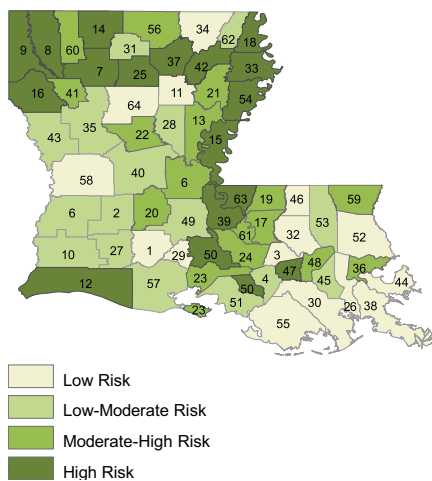 14 56 34
9 8 60 31 62 18
7 25 37 42 33
16 41 64 11 21 54
43 35 22 28 13 15
58 40 6
6 2 20 49 63 19 46 59
39 17 53
61 32 52
10 27 1 29 50 24 3 48 36
12 57 23 50 4 47 45 44
23 51 55 30 26 38
Low Risk
Low-Moderate Risk
Moderate-High Risk
High Risk